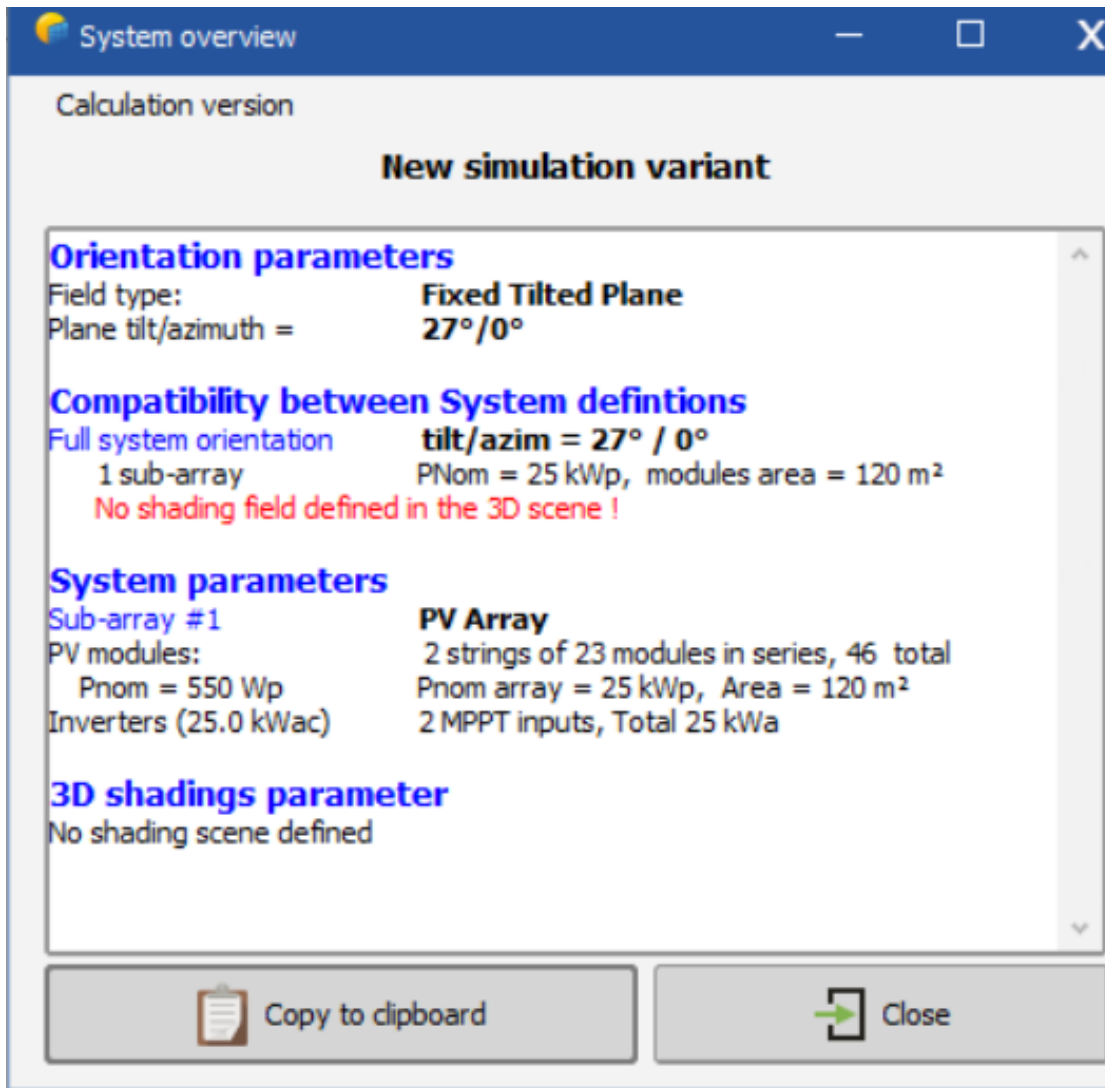 System overview
Calculation version
New simulation variant
Orientation parameters
Field type: Fixed Tilted Plane
Plane tilt/azimuth = 27°/0°
Compatibility between System defintions
Full system orientation tilt/azim = 27° / 0°
1 sub-array PNom = 25 kWp, modules area = 120 m²
No shading field defined in the 3D scene !
System parameters
Sub-array #1 PV Array
PV modules: 2 strings of 23 modules in series, 46 total
Pnom = 550 Wp Pnom array = 25 kWp, Area = 120 m²
Inverters (25.0 kWac) 2 MPPT inputs, Total 25 kWa
3D shadings parameter
No shading scene defined
Copy to clipboard
Close